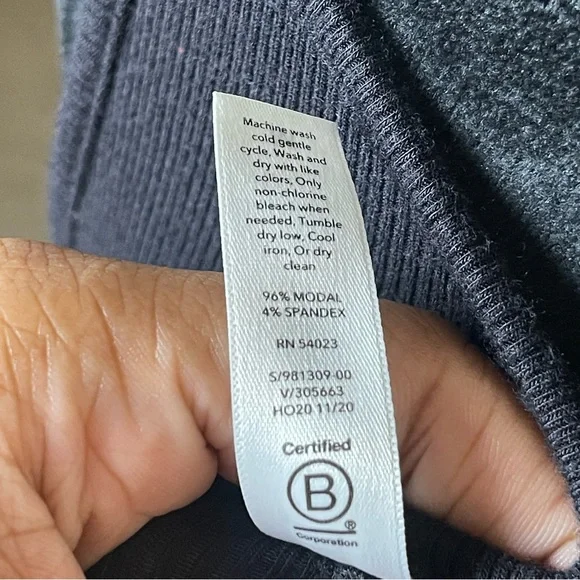 Machine wash
cold gentle
cycle, Wash and
dry with like
colors, Only
non-chlorine
bleach when
needed, Tumble
dry low, Cool
iron, Or dry
clean
96% MODAL
4% SPANDEX
RN 54023
S/981309-00
V/305663
HO20 11/20
Certified
B
®
Corporation